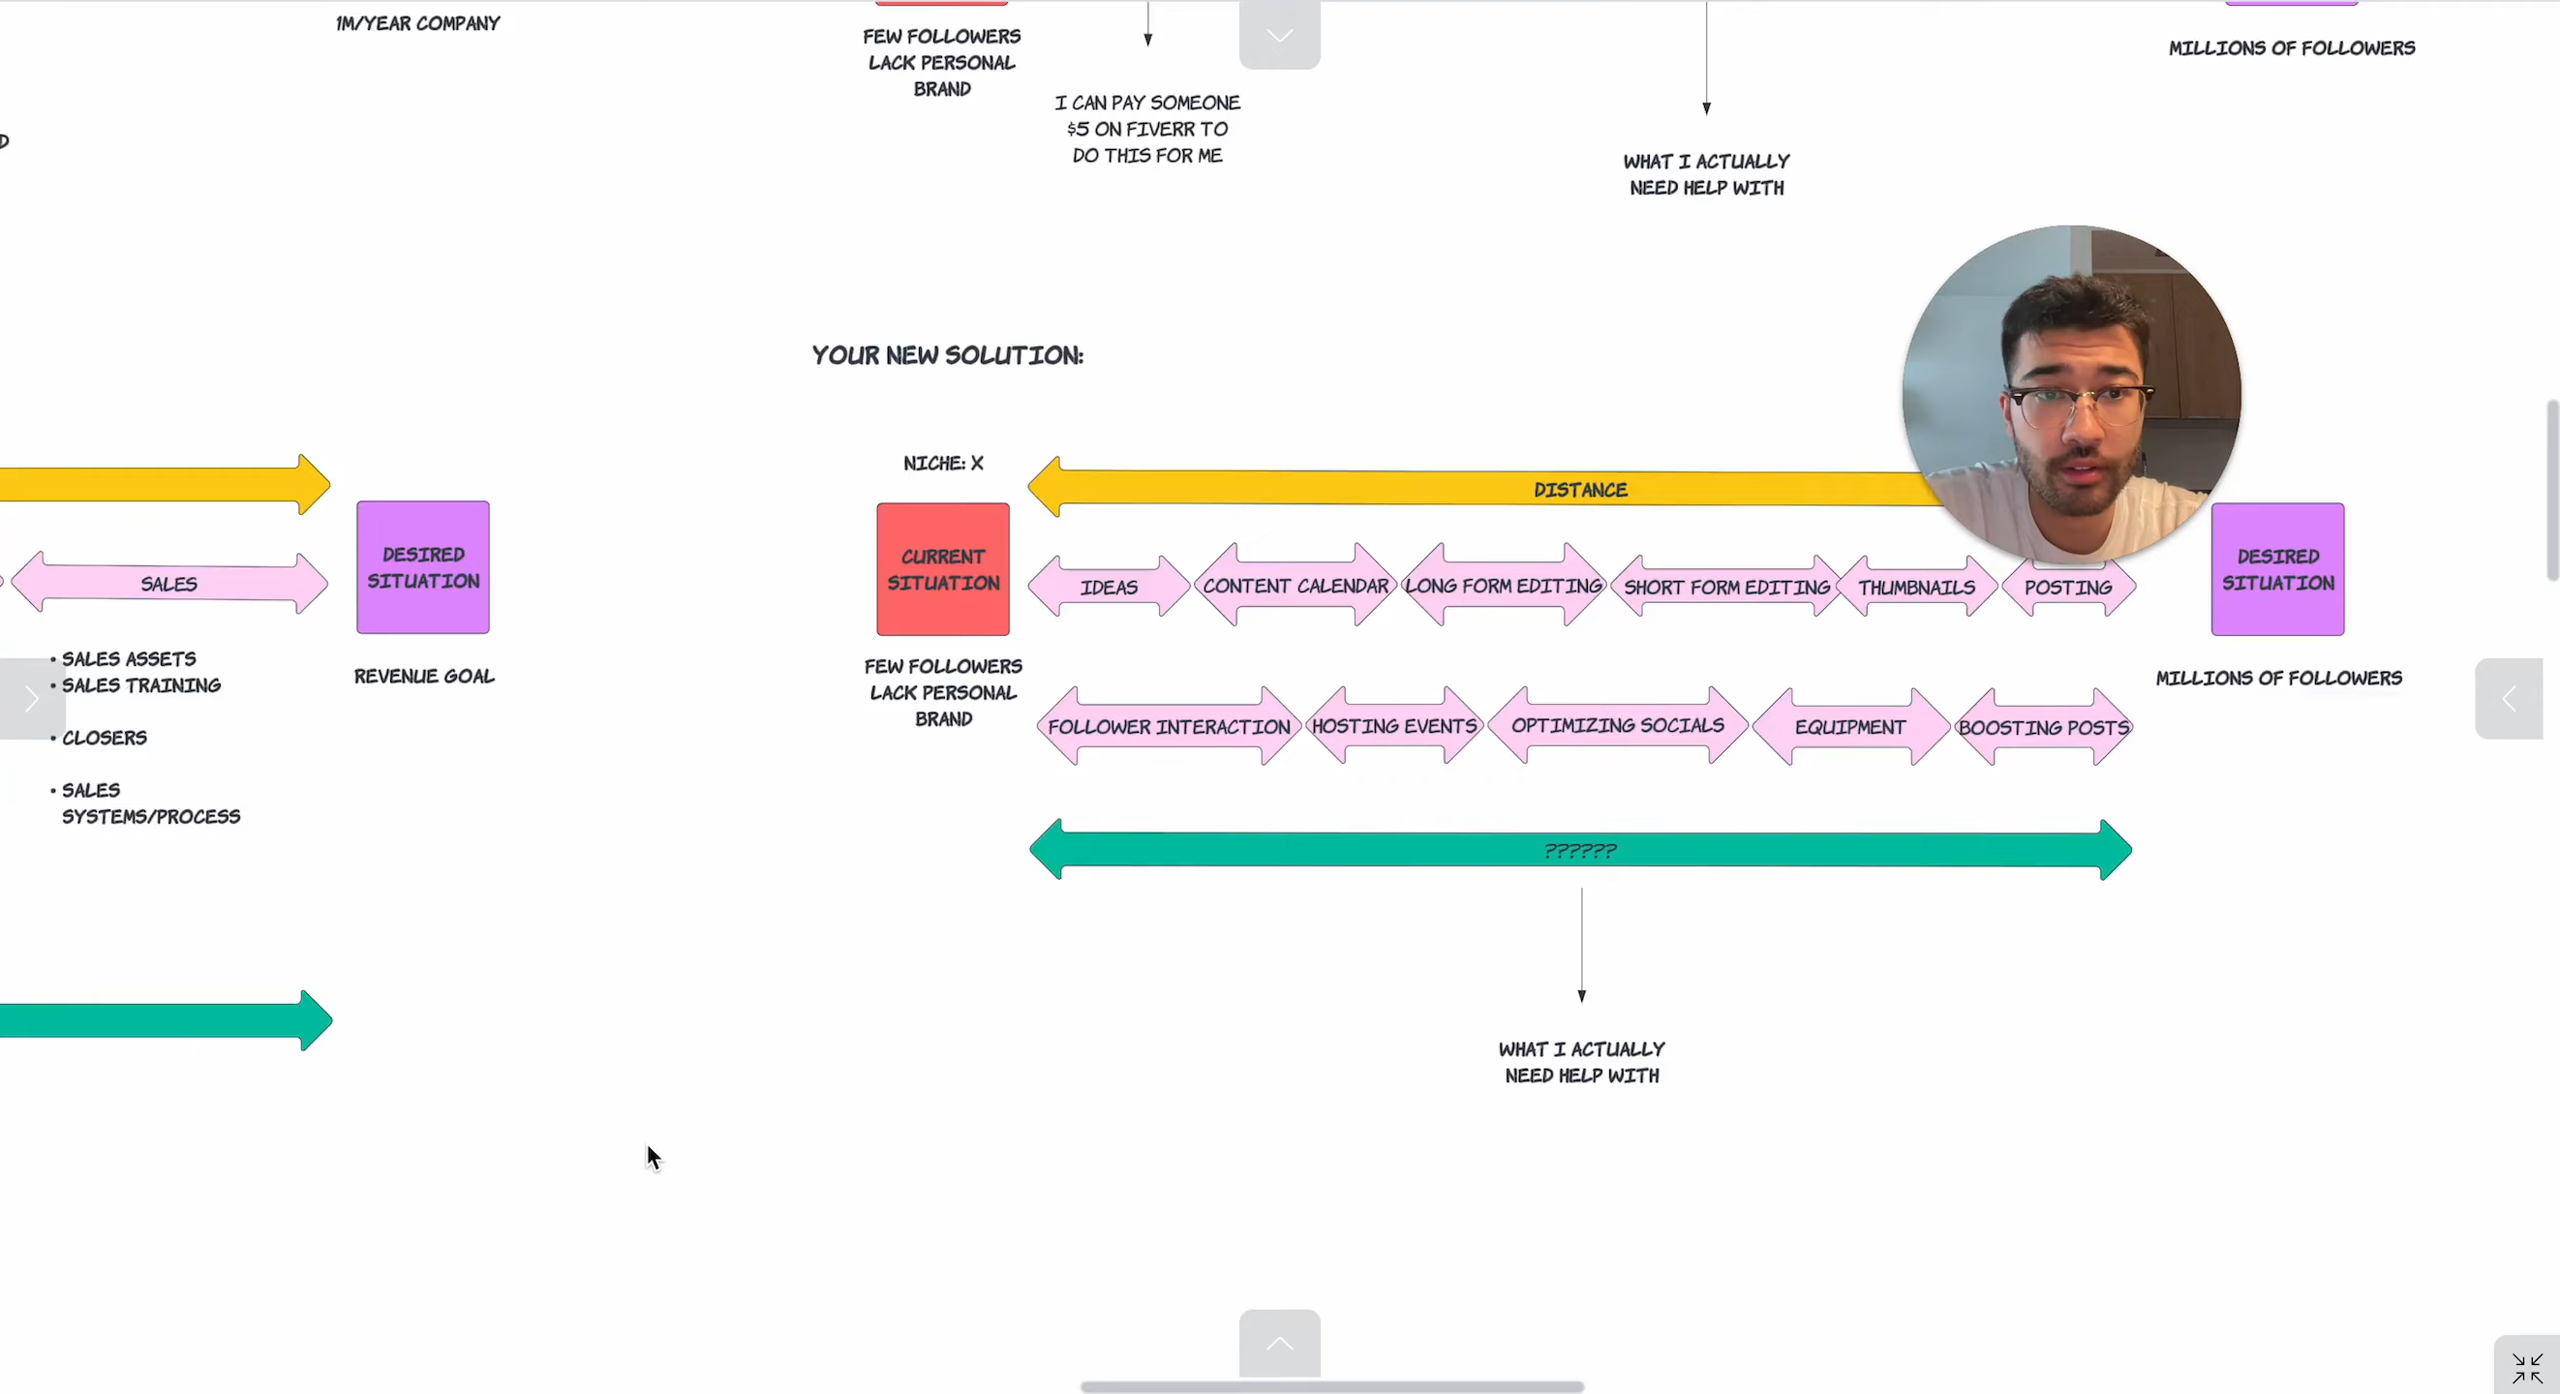 1M/YEAR COMPANY
FEW FOLLOWERS
LACK PERSONAL
BRAND
I CAN PAY SOMEONE
$5 ON FIVERR TO
DO THIS FOR ME
WHAT I ACTUALLY
NEED HELP WITH
MILLIONS OF FOLLOWERS
D
YOUR NEW SOLUTION:
NICHE: X
DISTANCE
DESIRED
SITUATION
SALES
• SALES ASSETS
• SALES TRAINING
• CLOSERS
• SALES
SYSTEMS/PROCESS
REVENUE GOAL
CURRENT
SITUATION
FEW FOLLOWERS
LACK PERSONAL
BRAND
IDEAS
CONTENT CALENDAR
LONG FORM EDITING
SHORT FORM EDITING
THUMBNAILS
POSTING
DESIRED
SITUATION
MILLIONS OF FOLLOWERS
FOLLOWER INTERACTION
HOSTING EVENTS
OPTIMIZING SOCIALS
EQUIPMENT
BOOSTING POSTS
??????
WHAT I ACTUALLY
NEED HELP WITH